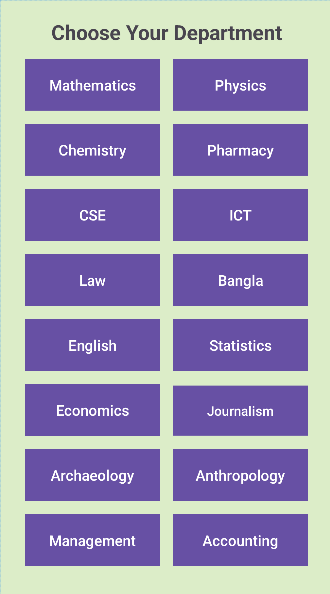 Choose Your Department
Mathematics
Physics
Chemistry
Pharmacy
CSE
ICT
Law
Bangla
English
Statistics
Economics
Journalism
Archaeology
Anthropology
Management
Accounting